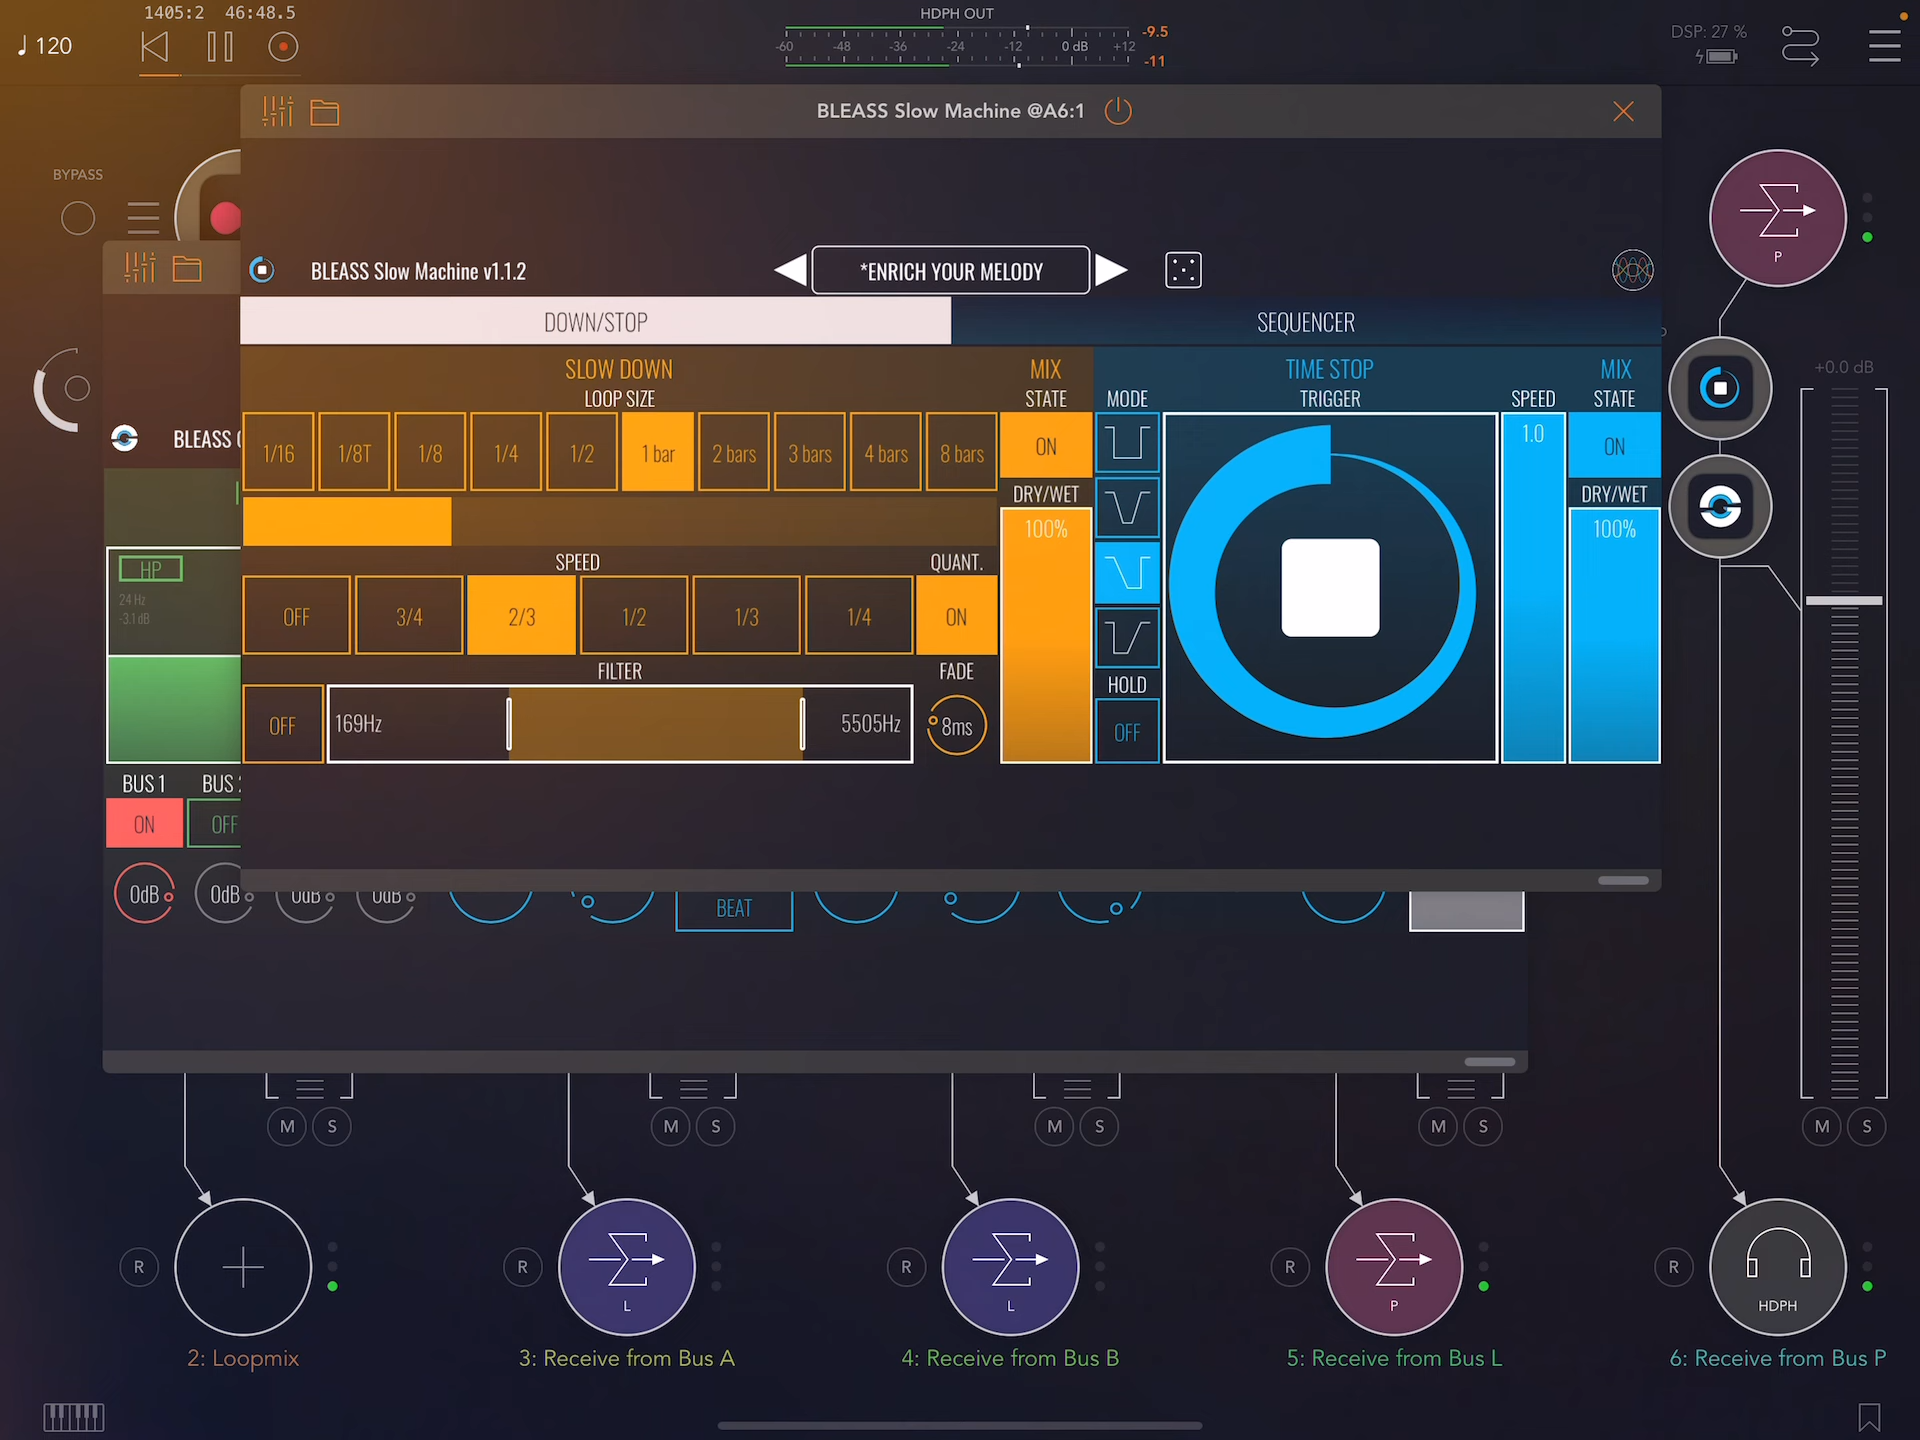 1405:2 46:48.5
♩ 120
HDPH OUT
-60 -48 -36 -24 -12 0 dB +12
-9.5
-11
DSP: 27 %
BLEASS Slow Machine @A6:1
BYPASS
BLEASS Slow Machine v1.1.2
*ENRICH YOUR MELODY
DOWN/STOP
SEQUENCER
SLOW DOWN
MIX
TIME STOP
MIX
LOOP SIZE
STATE
MODE
TRIGGER
SPEED
STATE
1/16 1/8T 1/8 1/4 1/2 1 bar 2 bars 3 bars 4 bars 8 bars
ON
1.0
ON
DRY/WET
DRY/WET
100%
100%
SPEED
QUANT.
OFF 3/4 2/3 1/2 1/3 1/4 ON
FILTER
FADE
HOLD
OFF
169Hz
5505Hz
8ms
OFF
P
+0.0 dB
BLEASS
HP
24 Hz
-3.1 dB
BUS 1 BUS
ON OFF
0dB 0dB 0dB 0dB
BEAT
M S M S M S M S M S
R R R R R
L L P HDPH
2: Loopmix
3: Receive from Bus A
4: Receive from Bus B
5: Receive from Bus L
6: Receive from Bus P